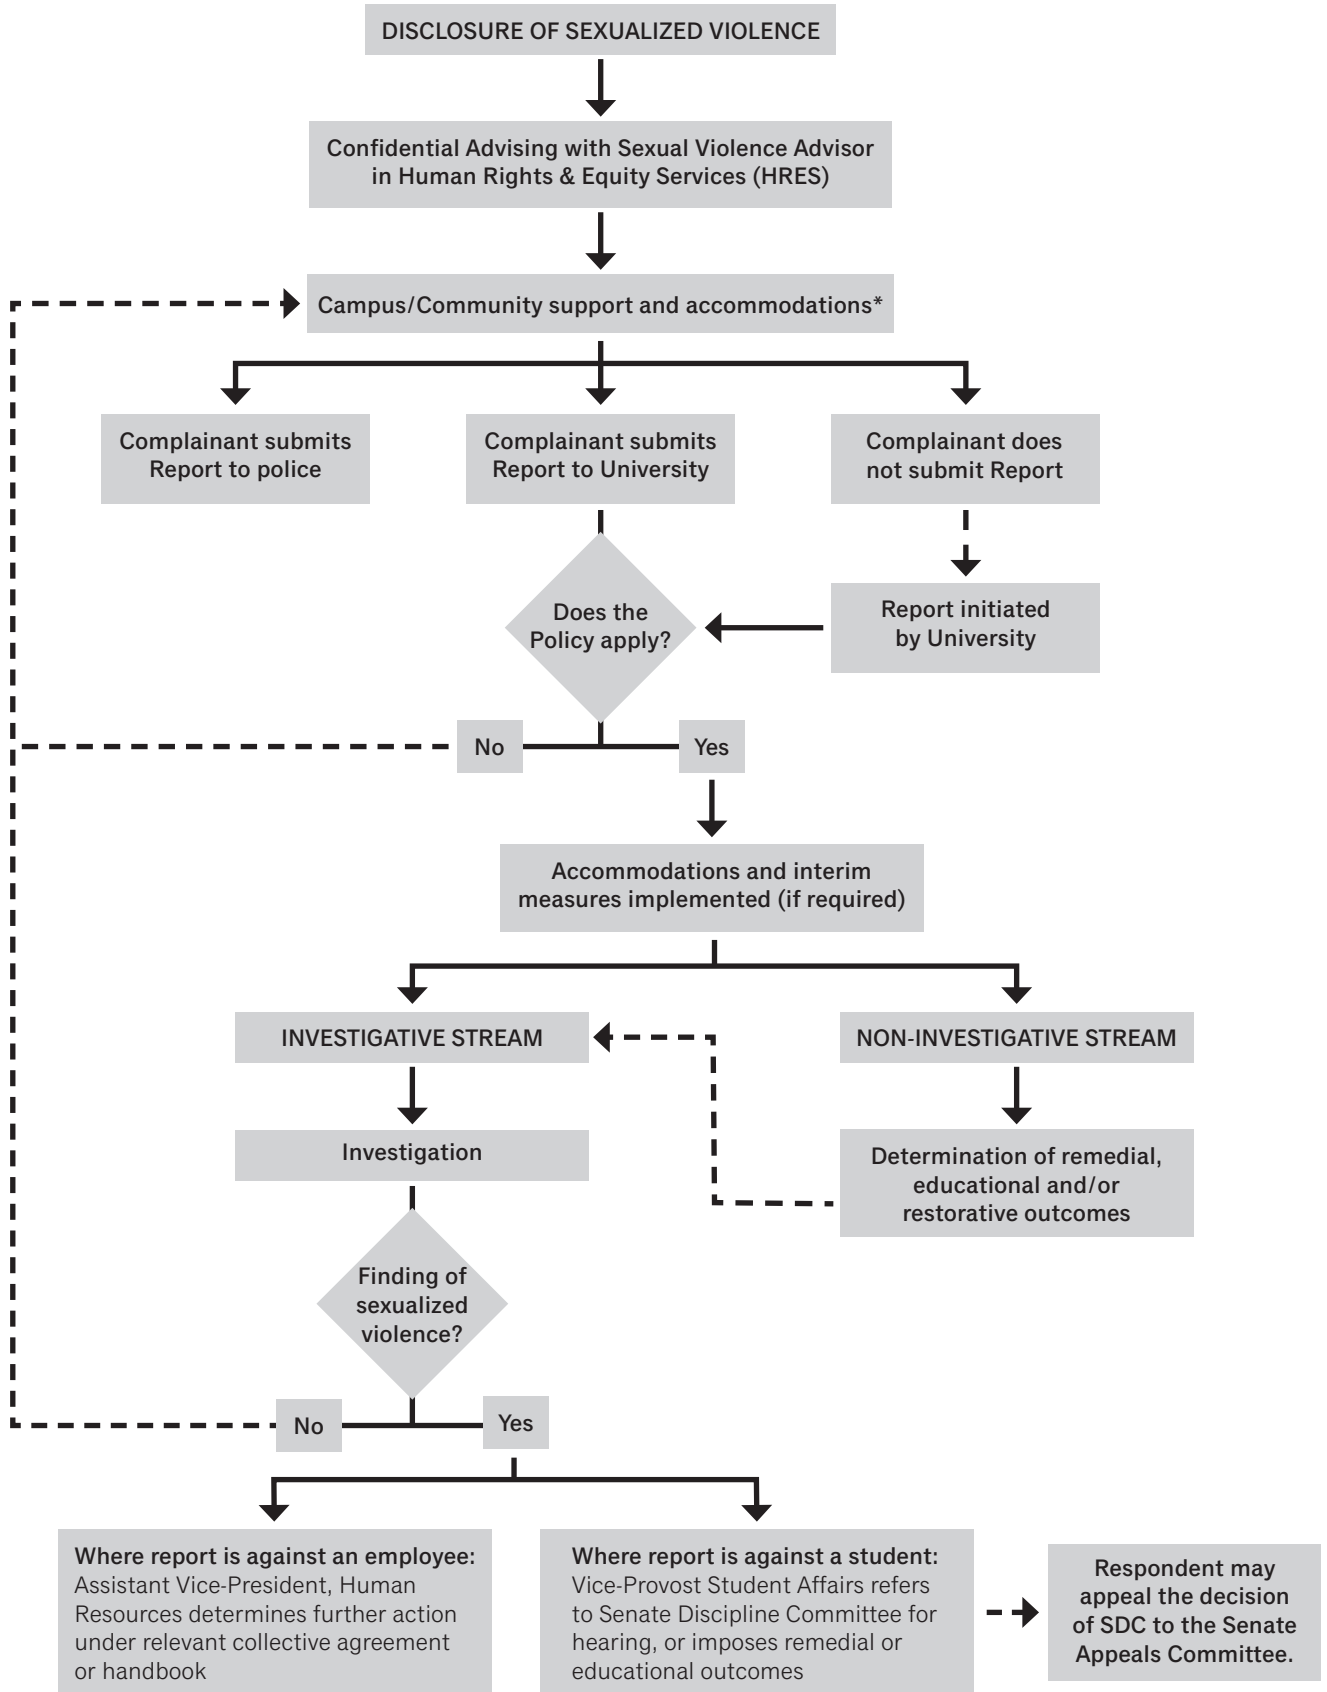 DISCLOSURE OF SEXUALIZED VIOLENCE
Confidential Advising with Sexual Violence Advisor
in Human Rights & Equity Services (HRES)
Campus/Community support and accommodations*
Complainant submits
Report to police
Complainant submits
Report to University
Complainant does
not submit Report
Does the
Policy apply?
Report initiated
by University
No
Yes
Accommodations and interim
measures implemented (if required)
INVESTIGATIVE STREAM
NON-INVESTIGATIVE STREAM
Investigation
Determination of remedial,
educational and/or
restorative outcomes
Finding of
sexualized
violence?
No
Yes
Where report is against an employee:
Assistant Vice-President, Human
Resources determines further action
under relevant collective agreement
or handbook
Where report is against a student:
Vice-Provost Student Affairs refers
to Senate Discipline Committee for
hearing, or imposes remedial or
educational outcomes
Respondent may
appeal the decision
of SDC to the Senate
Appeals Committee.